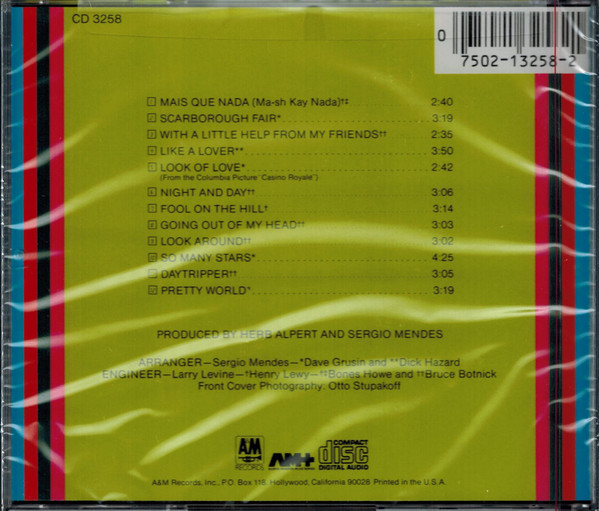 CD 3258
0 7502-13258-2
1 MAIS QUE NADA (Ma-sh Kay Nada)†‡ 2:40
2 SCARBOROUGH FAIR* 3:19
3 WITH A LITTLE HELP FROM MY FRIENDS†† 2:35
4 LIKE A LOVER** 3:50
5 LOOK OF LOVE* 2:42
(From the Columbia Picture "Casino Royale")
6 NIGHT AND DAY†† 3:06
7 FOOL ON THE HILL† 3:14
8 GOING OUT OF MY HEAD†† 3:03
9 LOOK AROUND†† 3:02
10 SO MANY STARS* 4:25
11 DAYTRIPPER†† 3:05
12 PRETTY WORLD* 3:19
PRODUCED BY HERB ALPERT AND SERGIO MENDES
ARRANGER—Sergio Mendes—*Dave Grusin and **Dick Hazard
ENGINEER—Larry Levine—†Henry Lewy—†‡Bones Howe and ††Bruce Botnick
Front Cover Photography: Otto Stupakoff
A&M RECORDS
AM+
COMPACT disc DIGITAL AUDIO
A&M Records, Inc., P.O. Box 118, Hollywood, California 90028 Printed in the U.S.A.